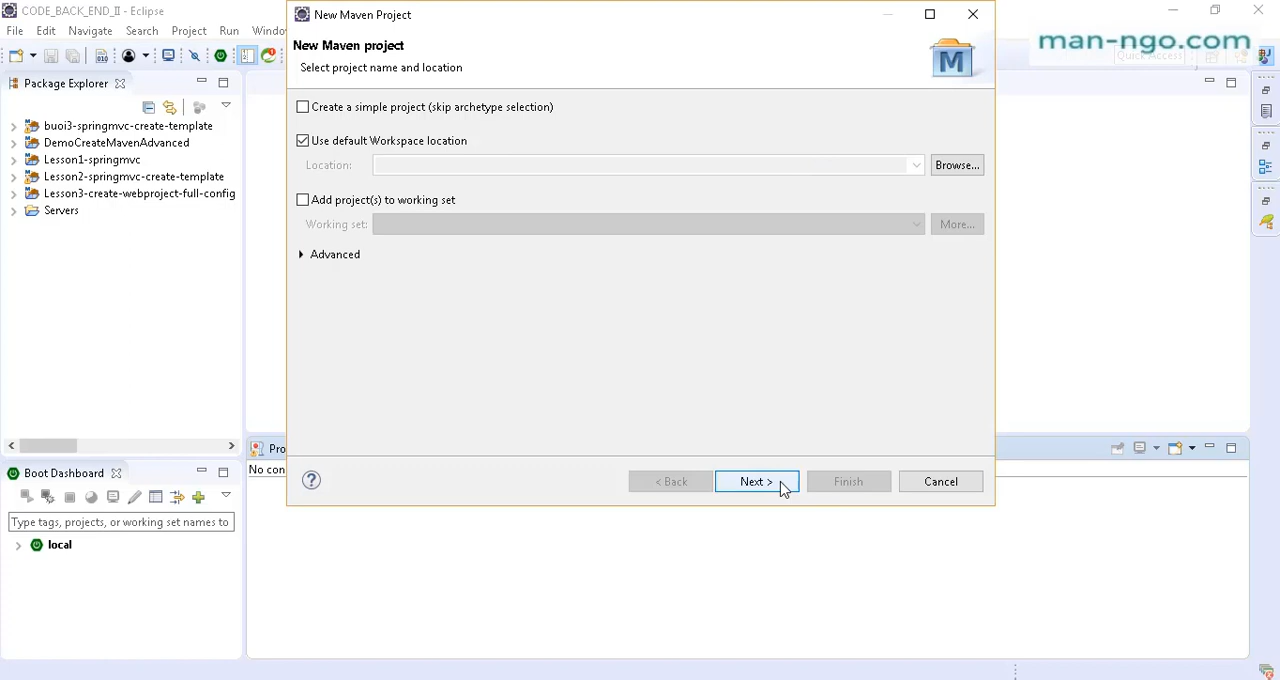 CODE_BACK_END_II - Eclipse
File Edit Navigate Search Project Run Windo
man-ngo.com
Quick Access
Package Explorer
buoi3-springmvc-create-template
DemoCreateMavenAdvanced
Lesson1-springmvc
Lesson2-springmvc-create-template
Lesson3-create-webproject-full-config
Servers
New Maven Project
New Maven project
Select project name and location
M
Create a simple project (skip archetype selection)
Use default Workspace location
Location: Browse...
Add project(s) to working set
Working set: More...
Advanced
? < Back Next > Finish Cancel
Pro
No con
Boot Dashboard
Type tags, projects, or working set names to
local